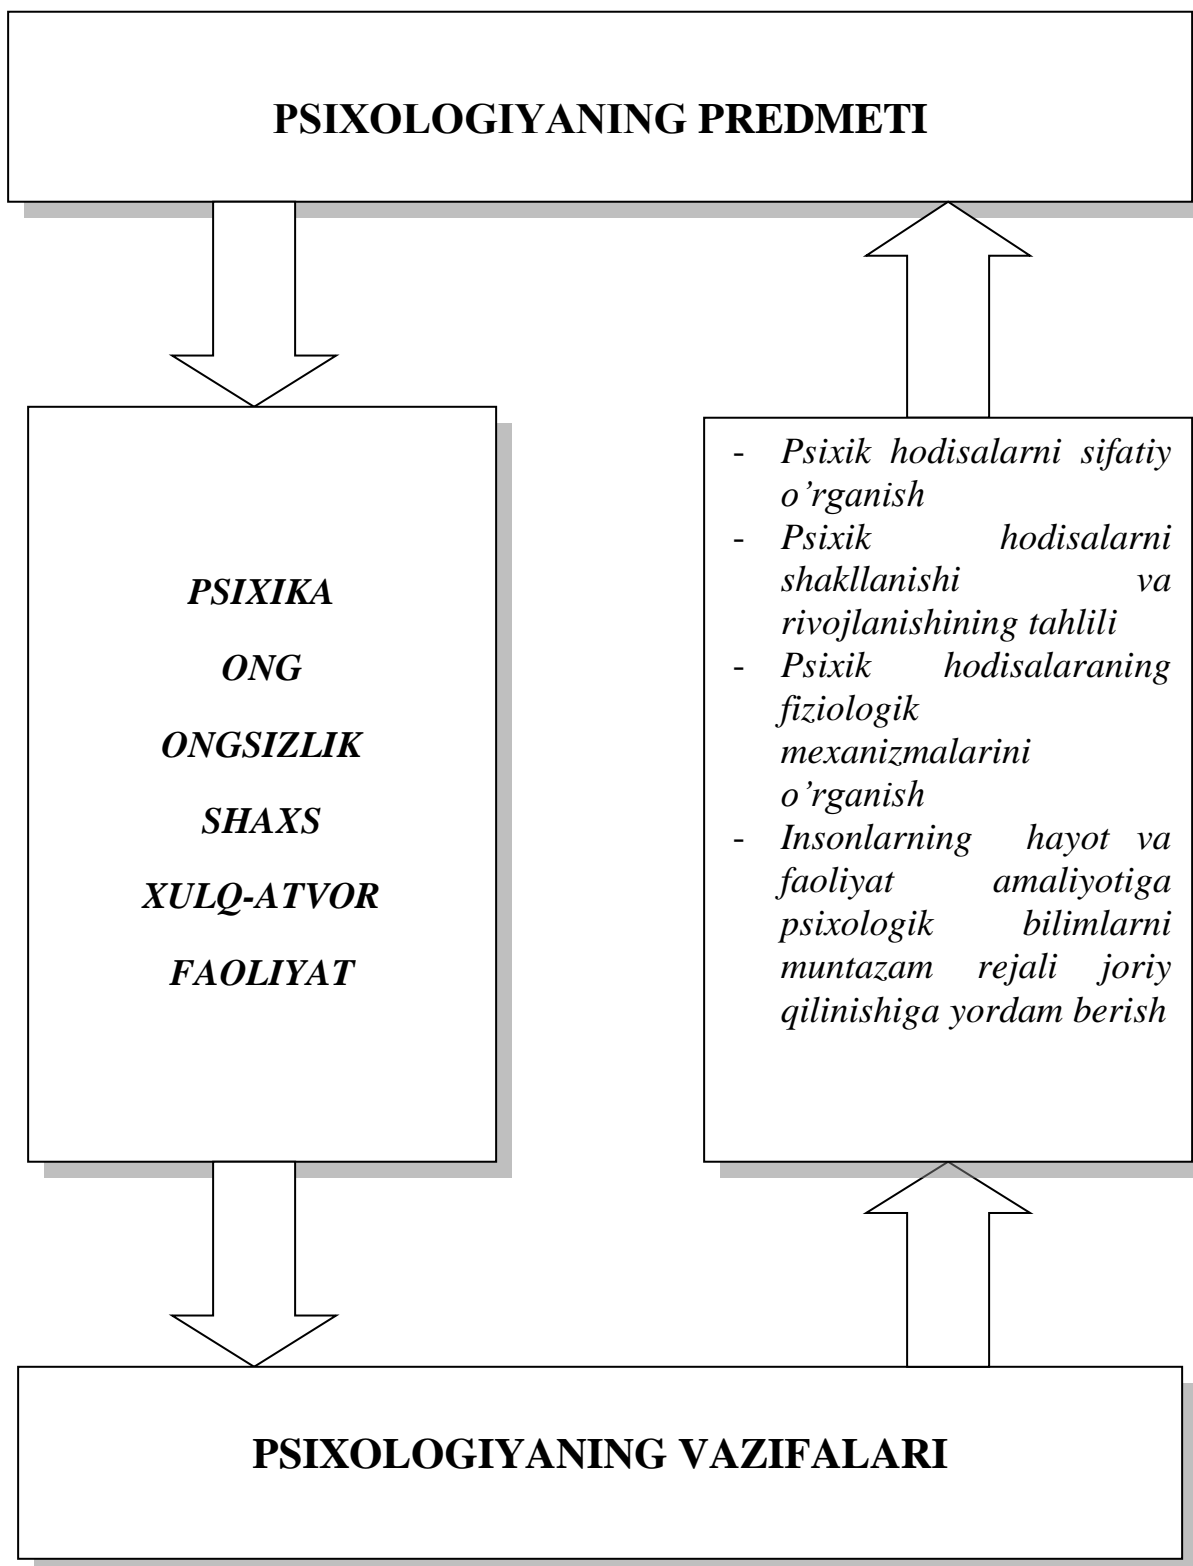 PSIXOLOGIYANING PREDMETI
PSIXIKA
ONG
ONGSIZLIK
SHAXS
XULQ-ATVOR
FAOLIYAT
- Psixik hodisalarni sifatiy
o’rganish
- Psixik hodisalarni
shakllanishi va
rivojlanishining tahlili
- Psixik hodisalaraning
fiziologik
mexanizmalarini
o’rganish
- Insonlarning hayot va
faoliyat amaliyotiga
psixologik bilimlarni
muntazam rejali joriy
qilinishiga yordam berish
PSIXOLOGIYANING VAZIFALARI